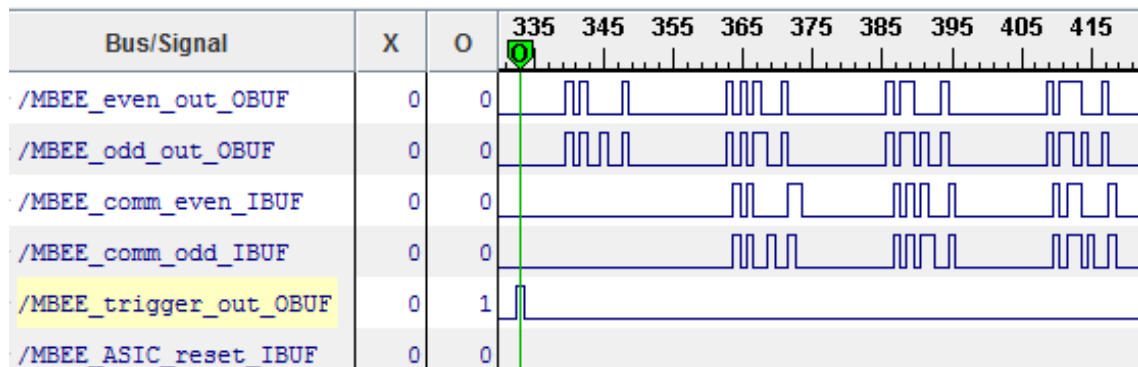 Bus/Signal X O 335 345 355 365 375 385 395 405 415
O
/MBEE_even_out_OBUF 0 0
/MBEE_odd_out_OBUF 0 0
/MBEE_comm_even_IBUF 0 0
/MBEE_comm_odd_IBUF 0 0
/MBEE_trigger_out_OBUF 0 1
/MBEE_ASIC_reset_IBUF 0 0